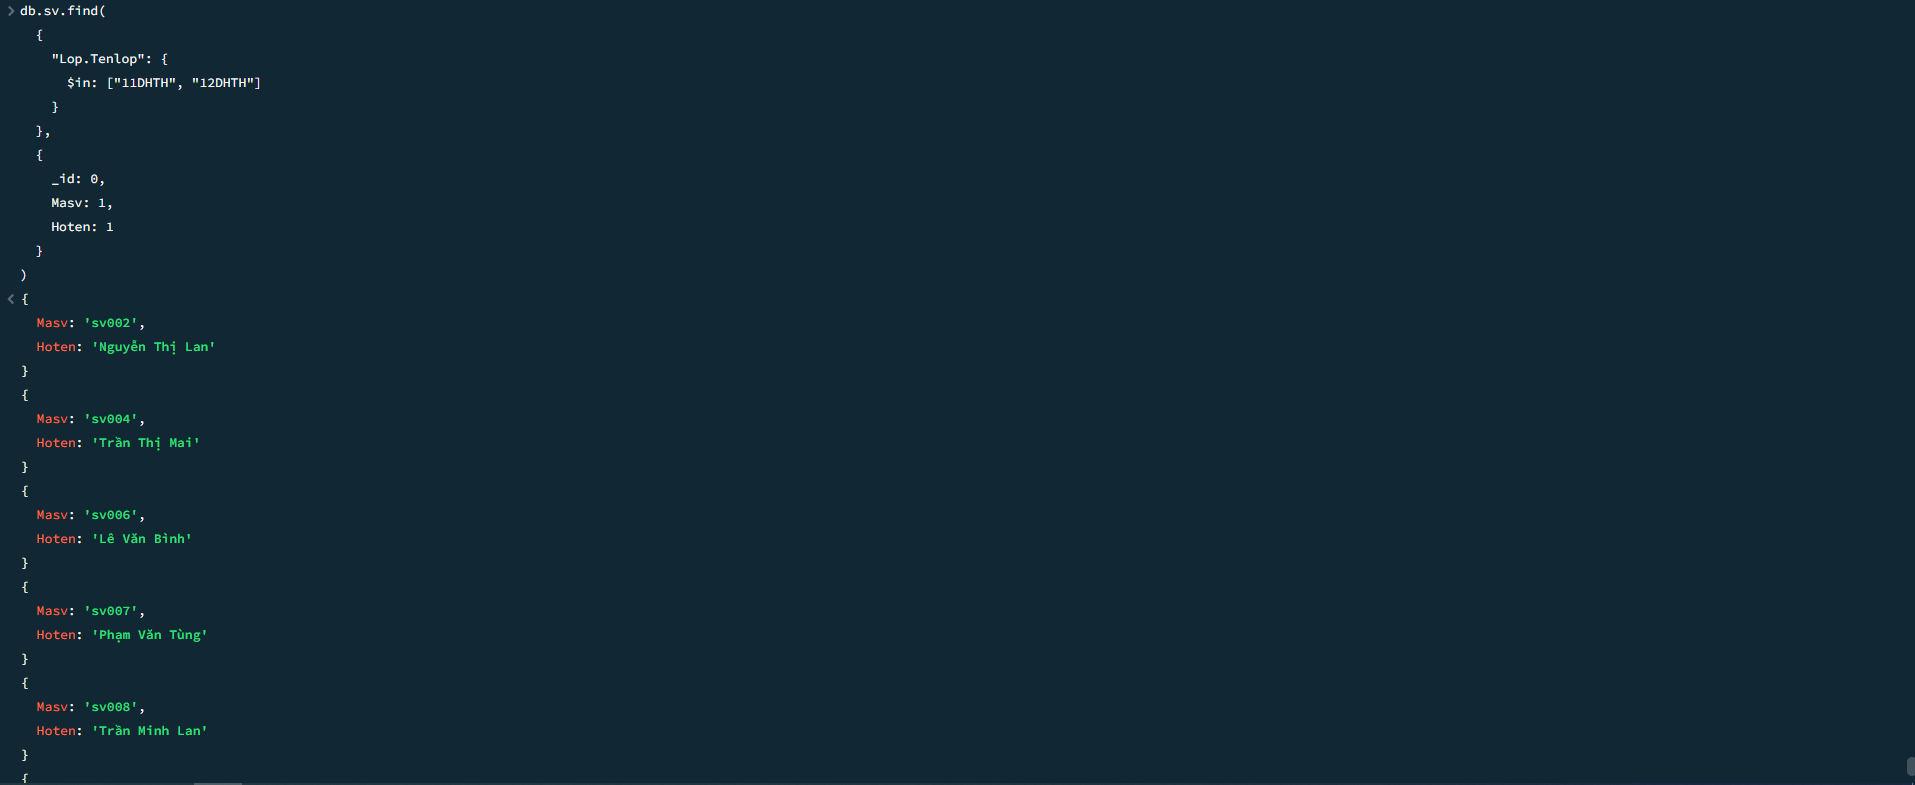 db.sv.find(
{
"Lop.Tenlop": {
$in: ["11DHTH", "12DHTH"]
}
},
{
_id: 0,
Masv: 1,
Hoten: 1
}
)
{
Masv: 'sv002',
Hoten: 'Nguyễn Thị Lan'
}
{
Masv: 'sv004',
Hoten: 'Trần Thị Mai'
}
{
Masv: 'sv006',
Hoten: 'Lê Văn Bình'
}
{
Masv: 'sv007',
Hoten: 'Phạm Văn Tùng'
}
{
Masv: 'sv008',
Hoten: 'Trần Minh Lan'
}
{